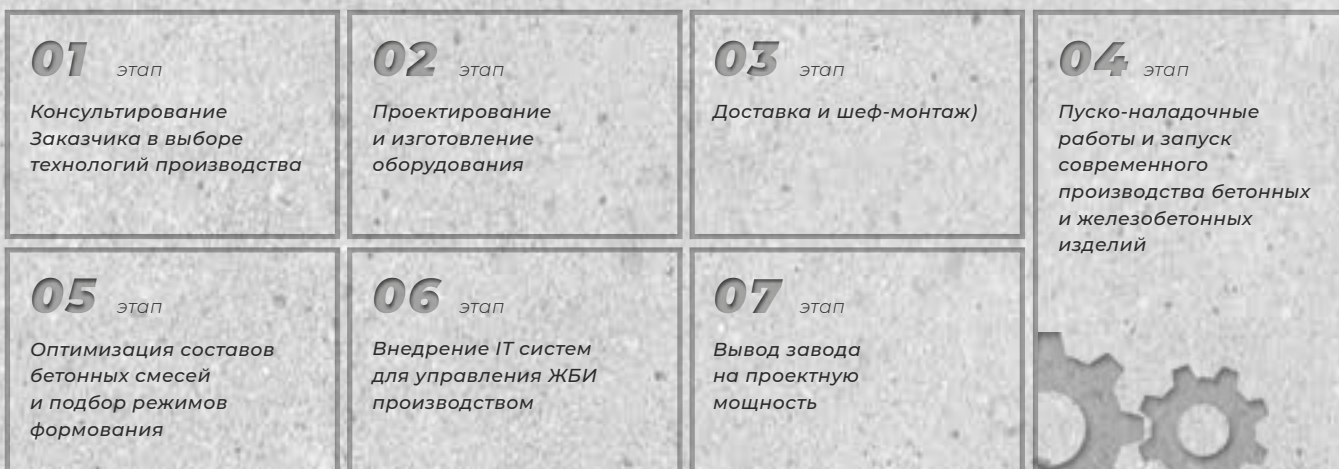 01 этап
Консультирование
Заказчика в выборе
технологий производства
02 этап
Проектирование
и изготовление
оборудования
03 этап
Доставка и шеф-монтаж)
04 этап
Пуско-наладочные
работы и запуск
современного
производства бетонных
и железобетонных
изделий
05 этап
Оптимизация составов
бетонных смесей
и подбор режимов
формования
06 этап
Внедрение IT систем
для управления ЖБИ
производством
07 этап
Вывод завода
на проектную
мощность